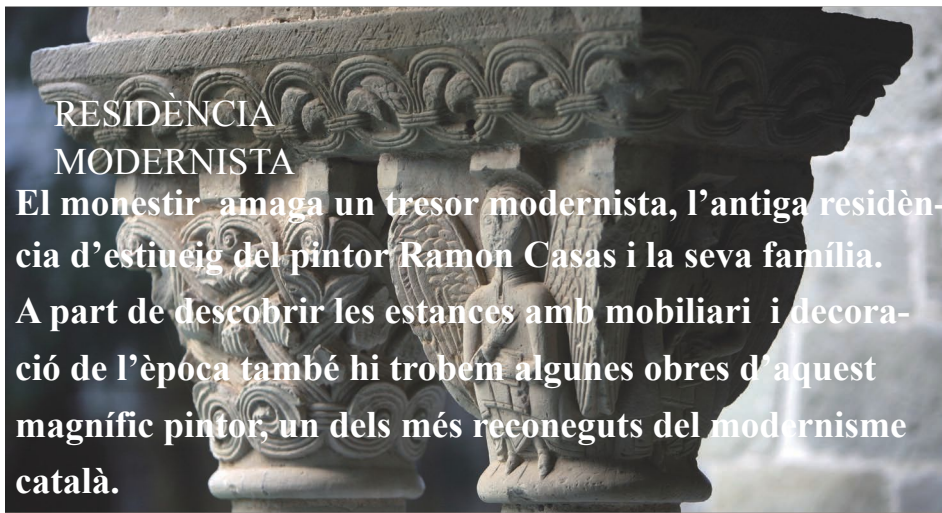 RESIDÈNCIA
MODERNISTA
El monestir amaga un tresor modernista, l’antiga residèn-
cia d’estiueig del pintor Ramon Casas i la seva família.
A part de descobrir les estances amb mobiliari i decora-
ció de l’època també hi trobem algunes obres d’aquest
magnífic pintor, un dels més reconeguts del modernisme
català.